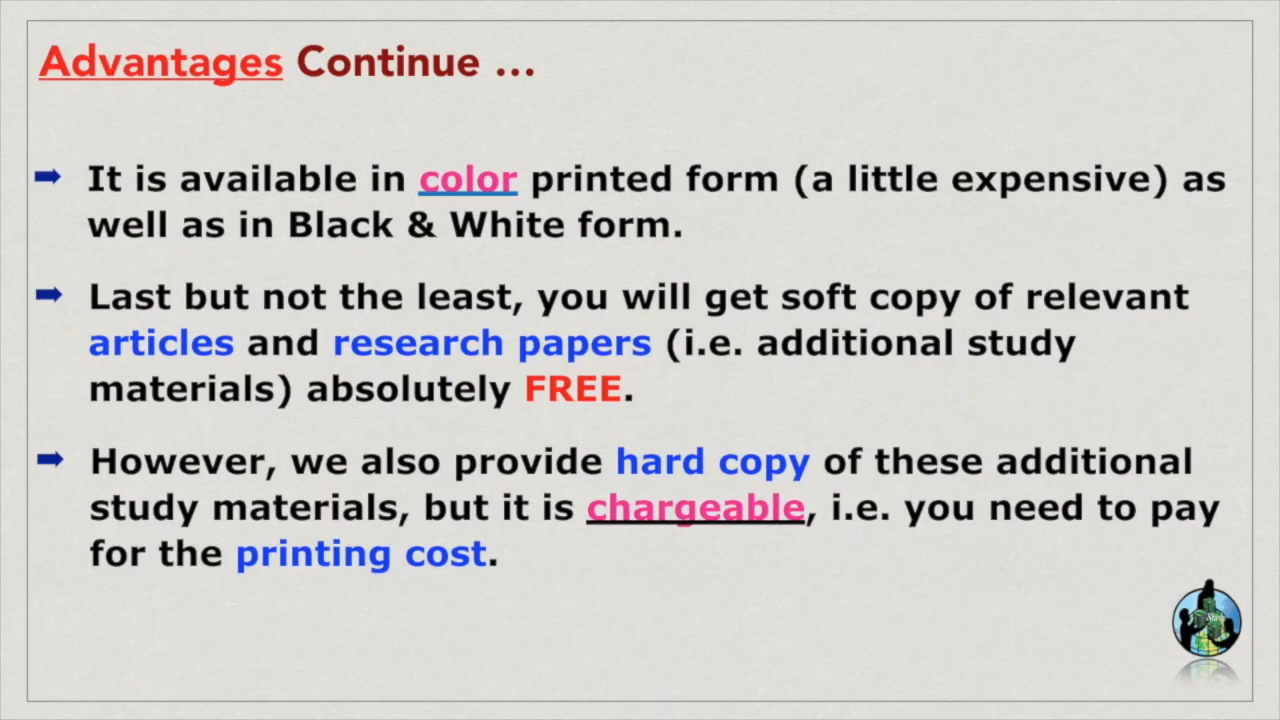 Advantages Continue ...
It is available in color printed form (a little expensive) as
well as in Black & White form.
Last but not the least, you will get soft copy of relevant
articles and research papers (i.e. additional study
materials) absolutely FREE.
However, we also provide hard copy of these additional
study materials, but it is chargeable, i.e. you need to pay
for the printing cost.